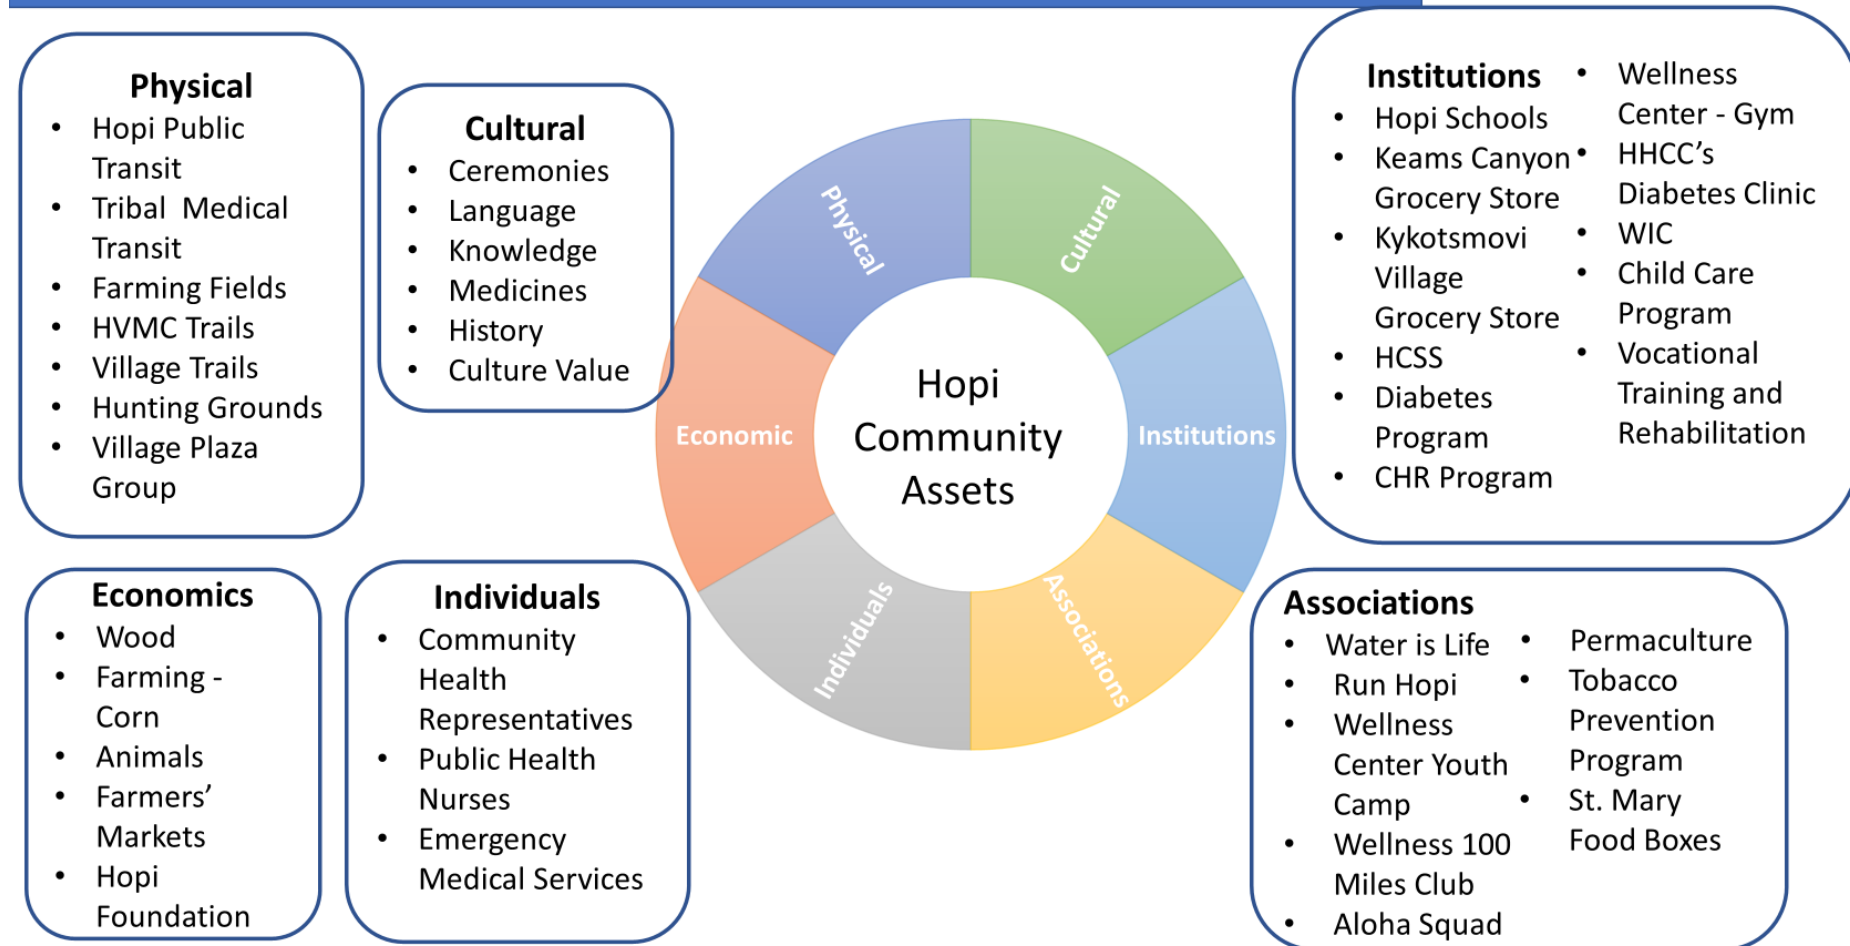 Physical
• Hopi Public
Transit
• Tribal  Medical
Transit
• Farming Fields
• HVMC Trails
• Village Trails
• Hunting Grounds
• Village Plaza
Group
Cultural
• Ceremonies
• Language
• Knowledge
• Medicines
• History
• Culture Value
Physical
Cultural
Economic
Institutions
Individuals
Associations
Hopi
Community
Assets
Institutions
• Hopi Schools
• Keams Canyon
Grocery Store
• Kykotsmovi
Village
Grocery Store
• HCSS
• Diabetes
Program
• CHR Program
• Wellness
Center - Gym
• HHCC’s
Diabetes Clinic
• WIC
• Child Care
Program
• Vocational
Training and
Rehabilitation
Economics
• Wood
• Farming -
Corn
• Animals
• Farmers’
Markets
• Hopi
Foundation
Individuals
• Community
Health
Representatives
• Public Health
Nurses
• Emergency
Medical Services
Associations
• Water is Life
• Run Hopi
• Wellness
Center Youth
Camp
• Wellness 100
Miles Club
• Aloha Squad
• Permaculture
• Tobacco
Prevention
Program
• St. Mary
Food Boxes